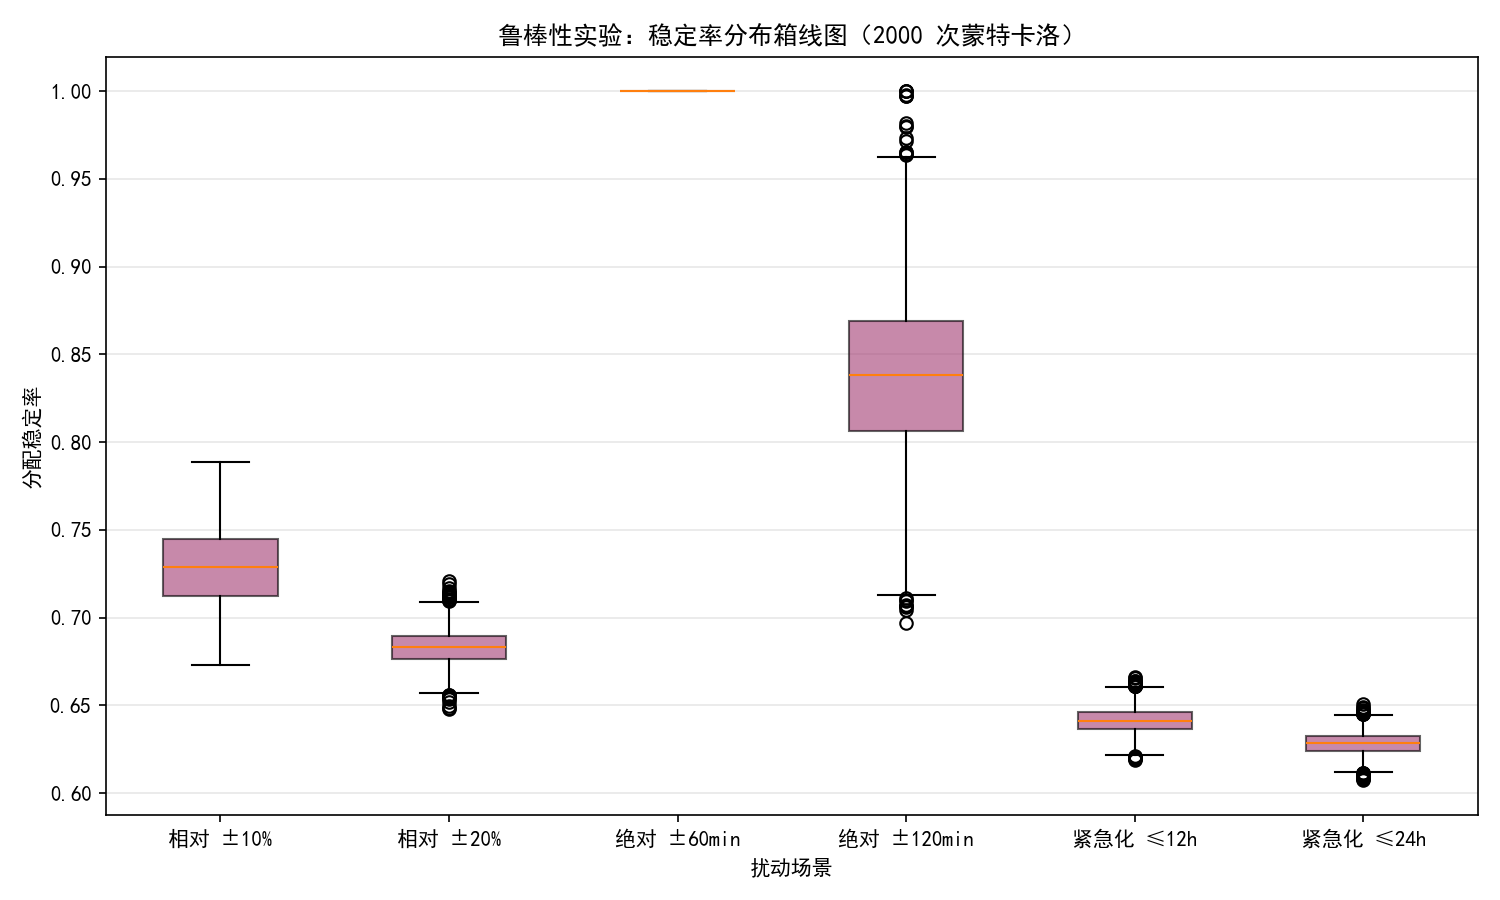 鲁棒性实验：稳定率分布箱线图（2000 次蒙特卡洛）
分配稳定率
1.00
0.95
0.90
0.85
0.80
0.75
0.70
0.65
0.60
相对 ±10%
相对 ±20%
绝对 ±60min
绝对 ±120min
紧急化 ≤12h
紧急化 ≤24h
扰动场景